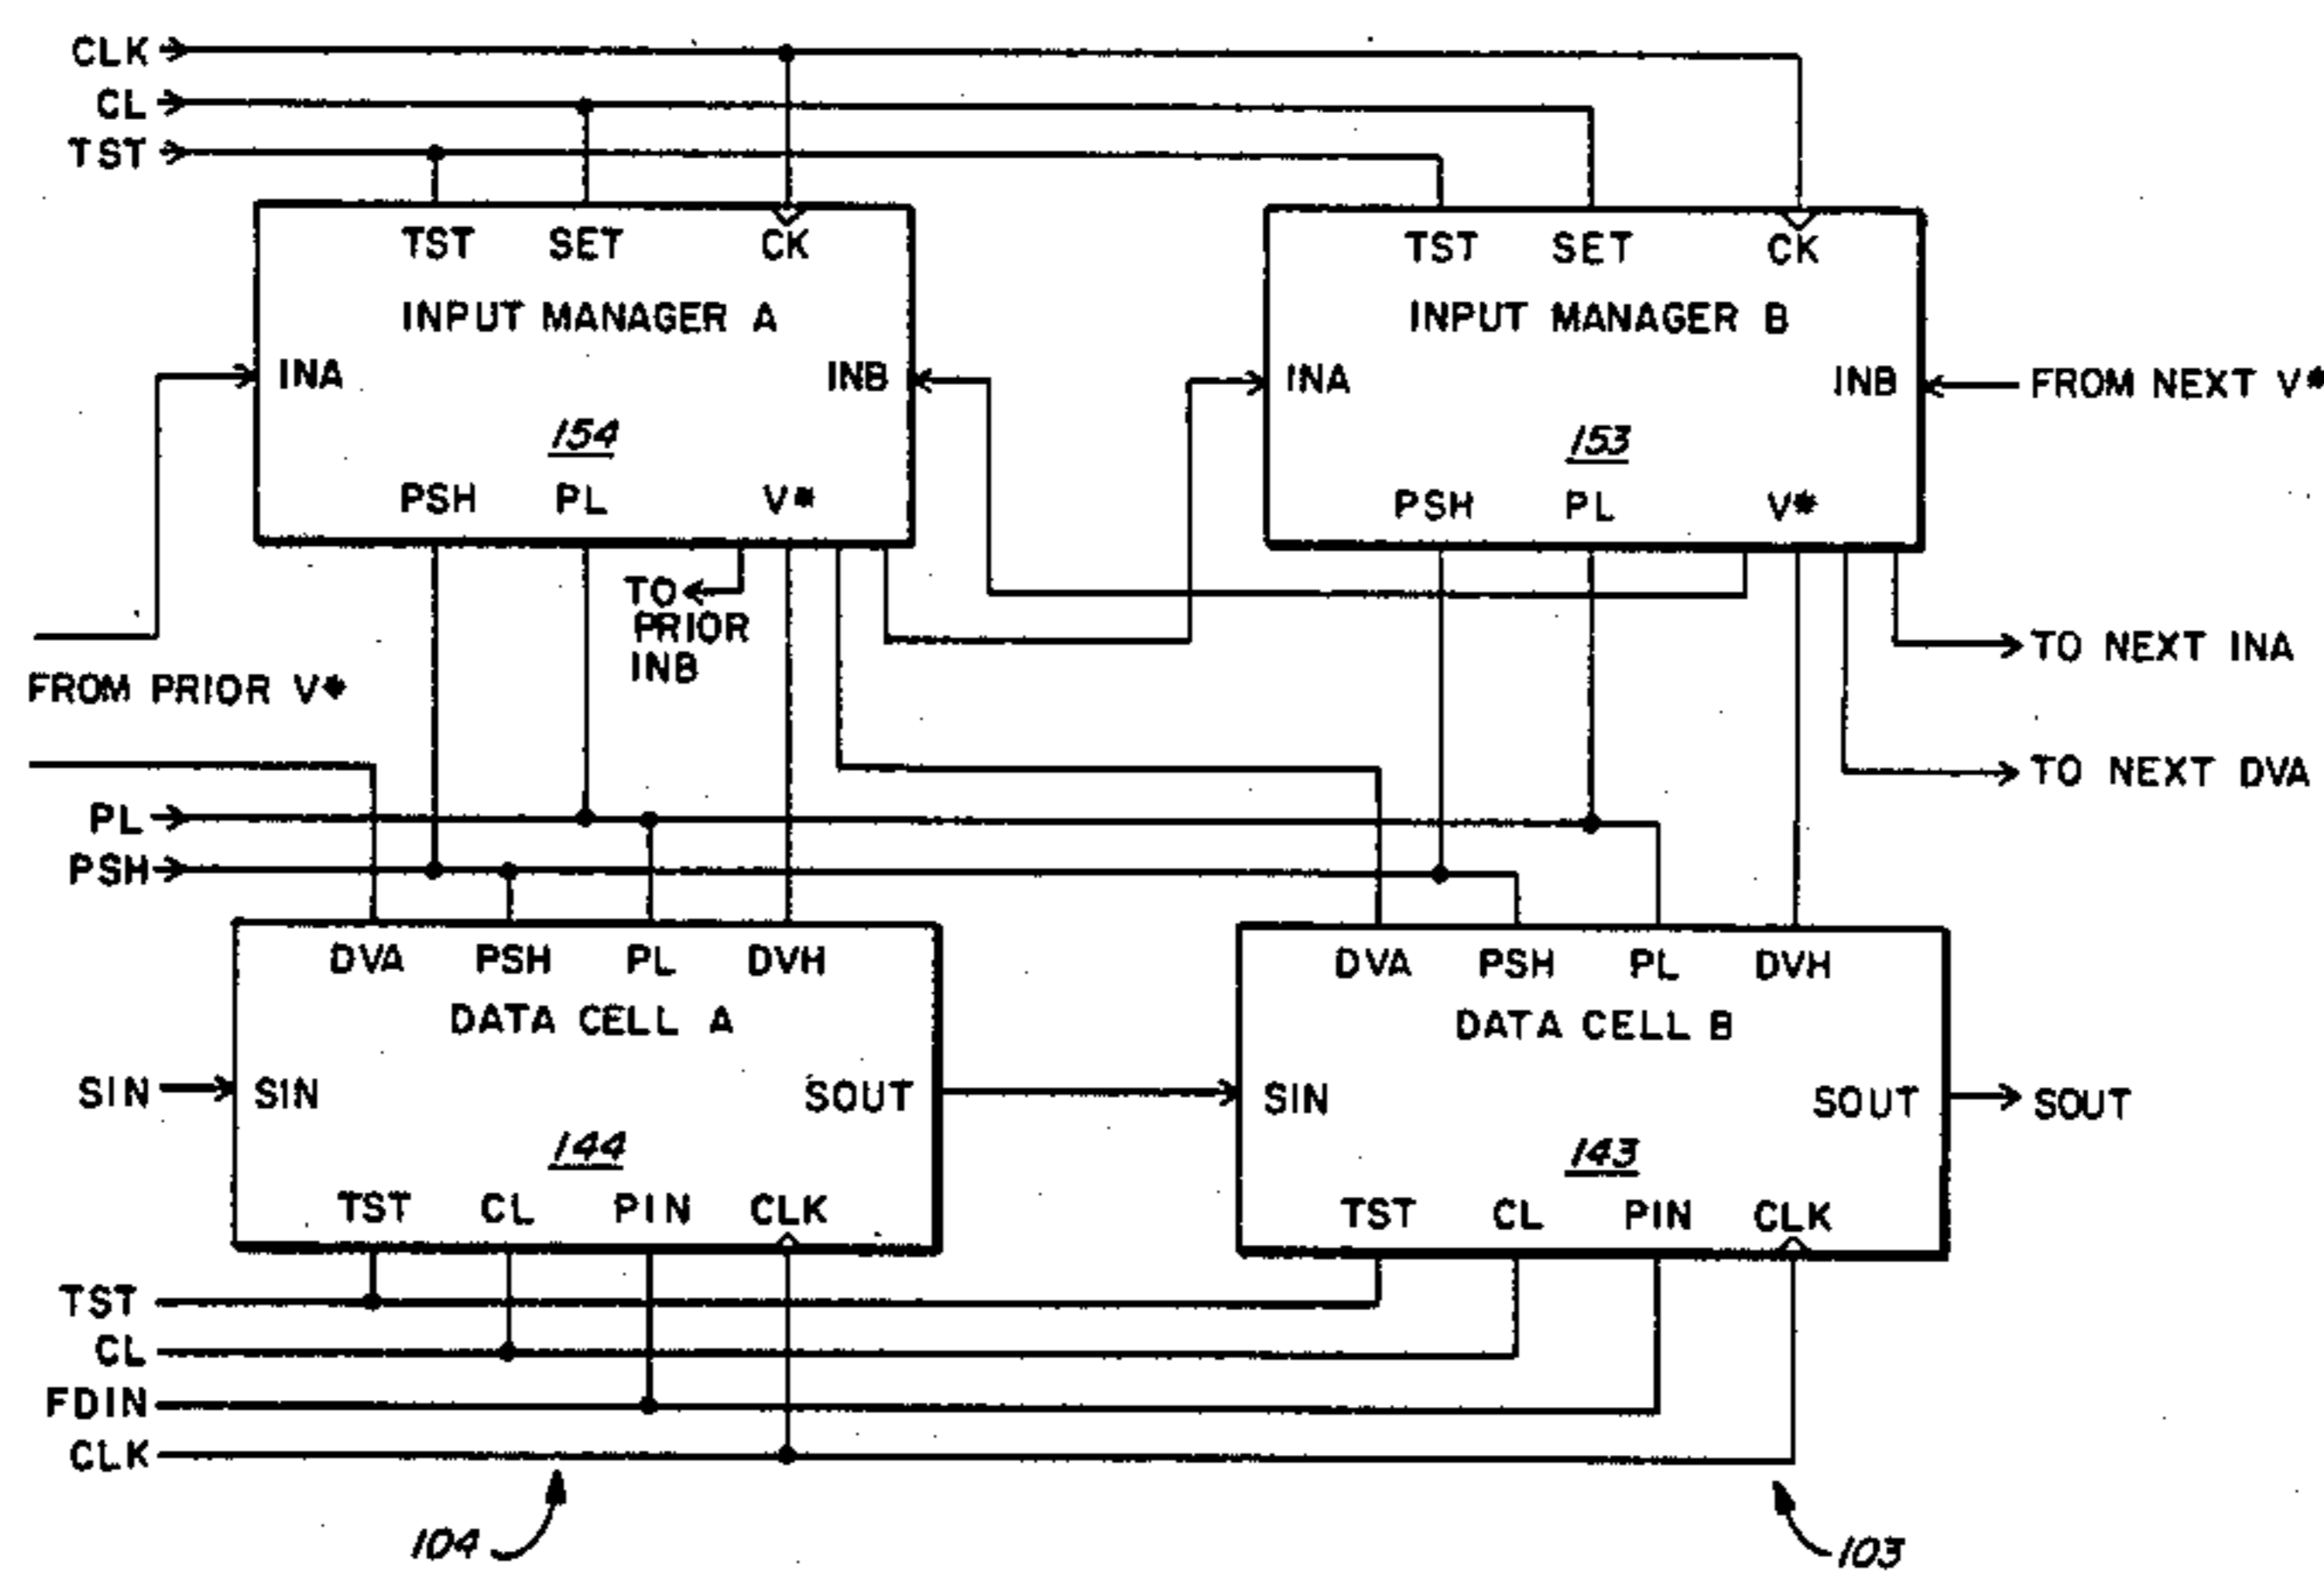 CLK
CL
TST
TST SET CK
INPUT MANAGER A
INA INB
154
PSH PL V*
TST SET CK
INPUT MANAGER B
INA INB
153
PSH PL V*
FROM NEXT V*
TO
PRIOR
INB
TO NEXT INA
FROM PRIOR V*
TO NEXT DVA
PL
PSH
DVA PSH PL DVH
DATA CELL A
SIN
SIN SOUT
144
TST CL PIN CLK
DVA PSH PL DVH
DATA CELL B
SIN SOUT
SOUT
143
TST CL PIN CLK
TST
CL
FDIN
CLK
104
103